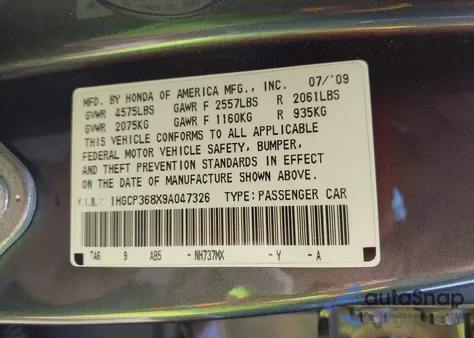 MFD. BY HONDA OF AMERICA MFG., INC. 07/'09
GVWR 4575LBS GAWR F 2557LBS R 2061LBS
GVWR 2075KG GAWR F 1160KG R 935KG
THIS VEHICLE CONFORMS TO ALL APPLICABLE
FEDERAL MOTOR VEHICLE SAFETY, BUMPER,
AND THEFT PREVENTION STANDARDS IN EFFECT
ON THE DATE OF MANUFACTURE SHOWN ABOVE.
V.I.N.: 1HGCP368X9A047326 TYPE: PASSENGER CAR
TA6 9 AB5 - NH737MX - Y - A
autoSnap